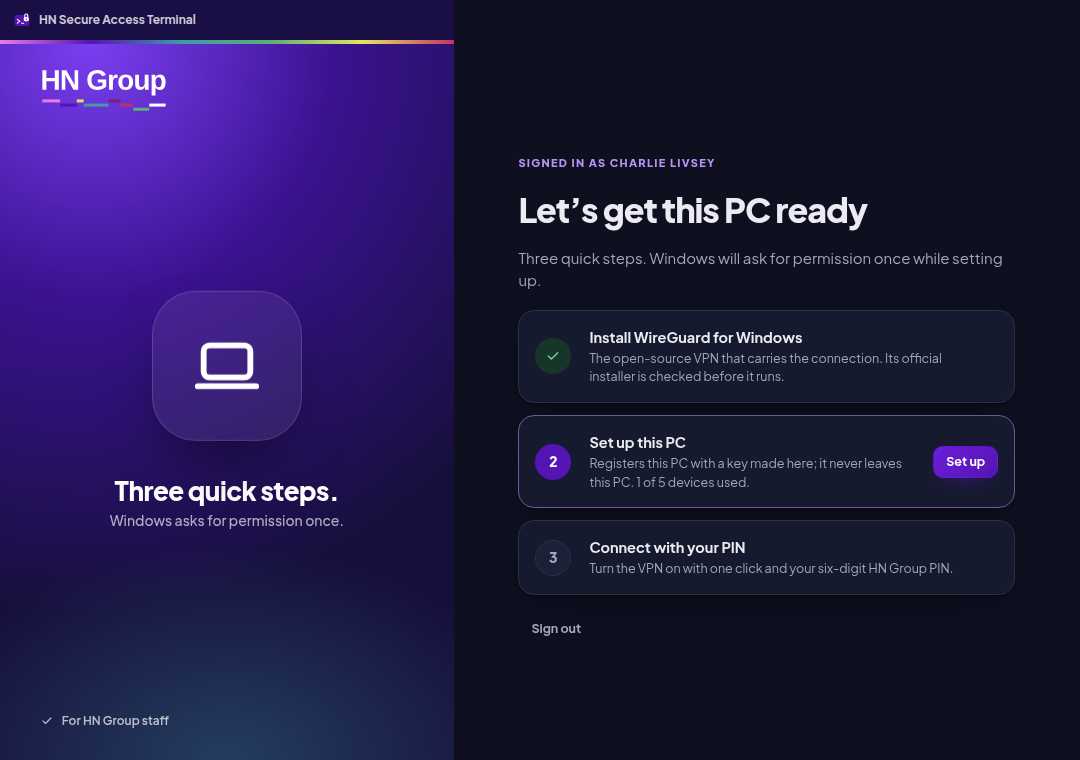 HN Secure Access Terminal
HN Group
Three quick steps.
Windows asks for permission once.
For HN Group staff
SIGNED IN AS CHARLIE LIVSEY
Let’s get this PC ready
Three quick steps. Windows will ask for permission once while setting
up.
Install WireGuard for Windows
The open-source VPN that carries the connection. Its official
installer is checked before it runs.
2
Set up this PC
Registers this PC with a key made here; it never leaves
this PC. 1 of 5 devices used.
Set up
3
Connect with your PIN
Turn the VPN on with one click and your six-digit HN Group PIN.
Sign out